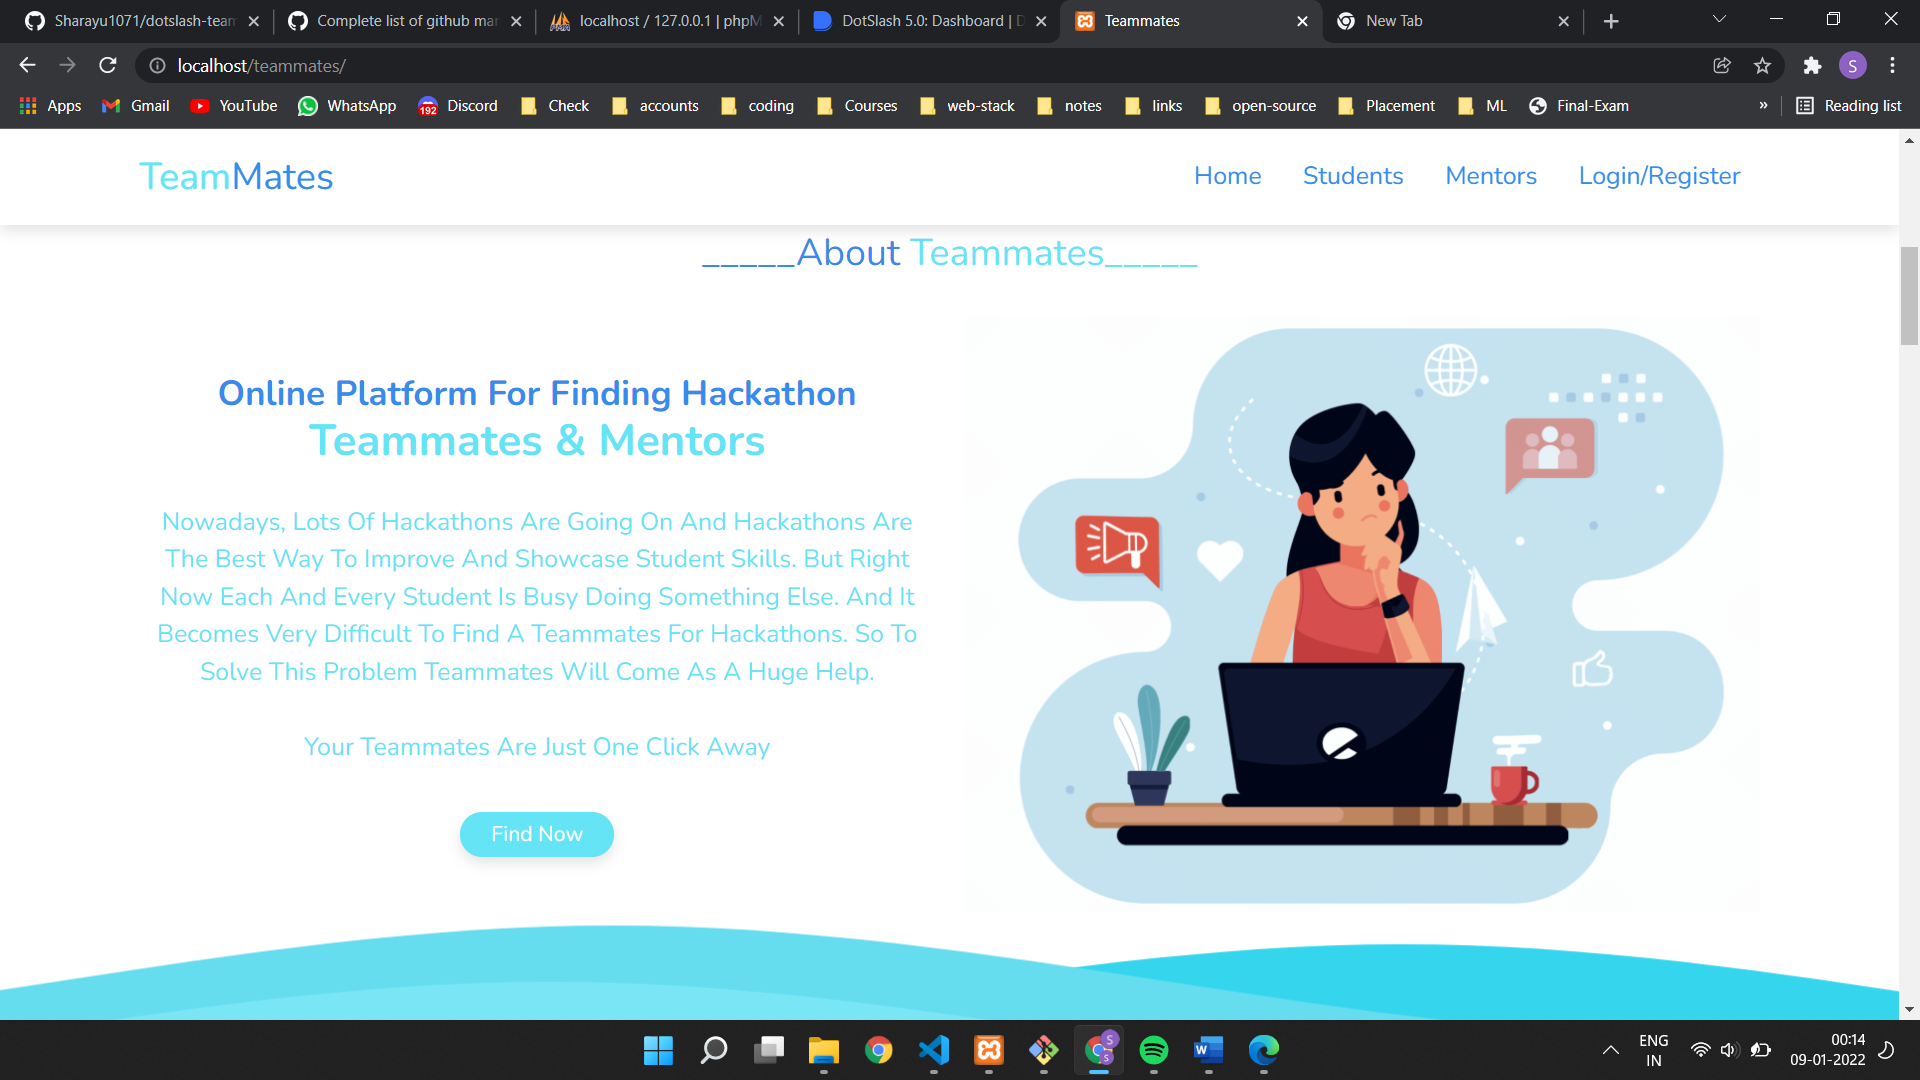 Sharayu1071/dotslash-team
Complete list of github mar
localhost / 127.0.0.1 | phpM
DotSlash 5.0: Dashboard | D
Teammates
New Tab
localhost/teammates/
S
Apps
Gmail
YouTube
WhatsApp
192
Discord
Check
accounts
coding
Courses
web-stack
notes
links
open-source
Placement
ML
Final-Exam
»
Reading list
TeamMates
Home
Students
Mentors
Login/Register
_____About Teammates_____
Online Platform For Finding Hackathon
Teammates & Mentors
Nowadays, Lots Of Hackathons Are Going On And Hackathons Are
The Best Way To Improve And Showcase Student Skills. But Right
Now Each And Every Student Is Busy Doing Something Else. And It
Becomes Very Difficult To Find A Teammates For Hackathons. So To
Solve This Problem Teammates Will Come As A Huge Help.
Your Teammates Are Just One Click Away
Find Now
ENG
IN
00:14
09-01-2022